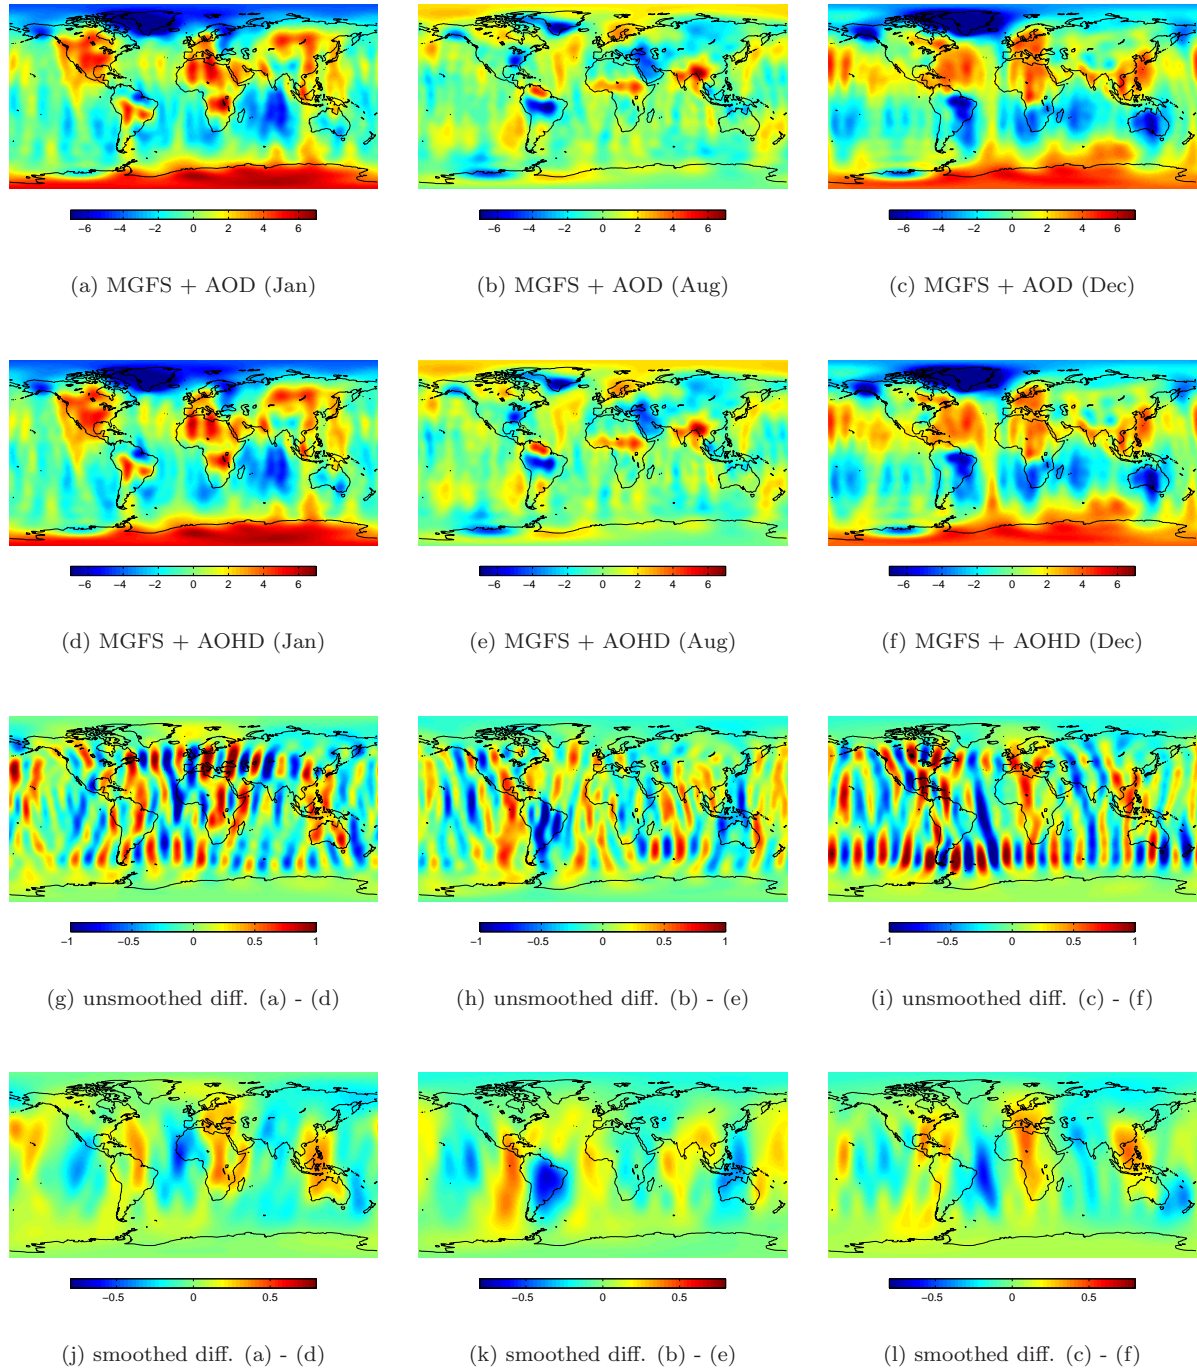 −6 −4 −2 0 2 4 6
−6 −4 −2 0 2 4 6
−6 −4 −2 0 2 4 6
(a) MGFS + AOD (Jan)
(b) MGFS + AOD (Aug)
(c) MGFS + AOD (Dec)
−6 −4 −2 0 2 4 6
−6 −4 −2 0 2 4 6
−6 −4 −2 0 2 4 6
(d) MGFS + AOHD (Jan)
(e) MGFS + AOHD (Aug)
(f) MGFS + AOHD (Dec)
−1 −0.5 0 0.5 1
−1 −0.5 0 0.5 1
−1 −0.5 0 0.5 1
(g) unsmoothed diff. (a) - (d)
(h) unsmoothed diff. (b) - (e)
(i) unsmoothed diff. (c) - (f)
−0.5 0 0.5
−0.5 0 0.5
−0.5 0 0.5
(j) smoothed diff. (a) - (d)
(k) smoothed diff. (b) - (e)
(l) smoothed diff. (c) - (f)